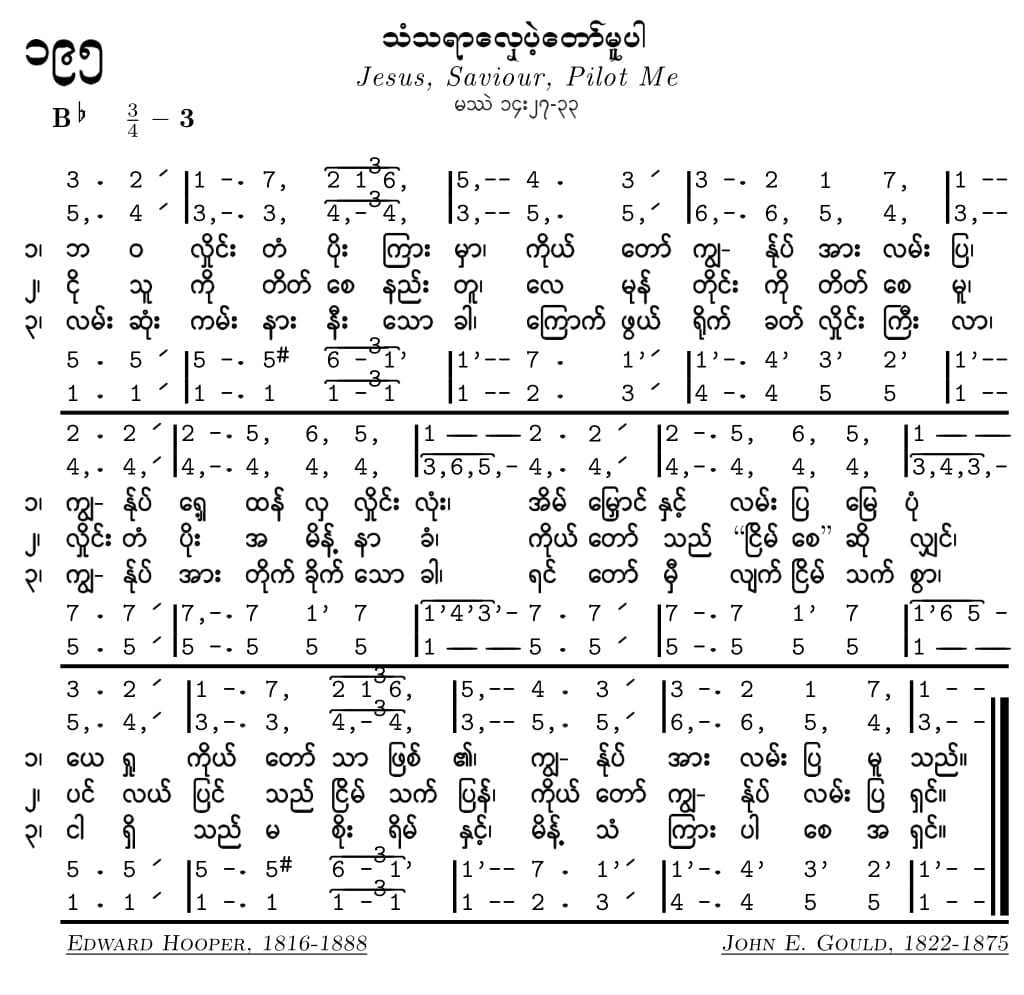 ၁၉၅
သံသရာလှေပဲ့တော်မူပါ
Jesus, Saviour, Pilot Me
မဿဲ ၁၄း၂၇-၃၃
B♭ 3/4 – 3
3 . 2 ʹ |1 -. 7, 2 1 3 6, |5,-- 4 . 3 ʹ |3 -. 2 1 7, |1 --
5,. 4 ʹ |3,-. 3, 4,- 3 4, |3,-- 5,. 5,ʹ |6,-. 6, 5, 4, |3,--
၁၊ ဘ ဝ လှိုင်း တံ ပိုး ကြား မှာ၊ ကိုယ် တော် ကျွ- န်ုပ် အား လမ်း ပြ၊
၂၊ ငို သူ ကို တိတ် စေ နည်း တူ၊ လေ မုန် တိုင်း ကို တိတ် စေ မူ၊
၃၊ လမ်း ဆုံး ကမ်း နား နီး သော ခါ၊ ကြောက် ဖွယ် ရိုက် ခတ် လှိုင်း ကြီး လာ၊
5 . 5 ʹ |5 -. 5# 6 - 3 1’ |1’-- 7 . 1’ʹ |1’-. 4’ 3’ 2’ |1’--
1 . 1 ʹ |1 -. 1 1 - 3 1 |1 -- 2 . 3 ʹ |4 -. 4 5 5 |1 --
2 . 2 ʹ |2 -. 5, 6, 5, |1 — — 2 . 2 ʹ |2 -. 5, 6, 5, |1 — —
4,. 4,ʹ |4,-. 4, 4, 4, |3,6,5,- 4,. 4,ʹ |4,-. 4, 4, 4, |3,4,3,-
၁၊ ကျွ- န်ုပ် ရှေ့ ထန် လှ လှိုင်း လုံး၊ အိမ် မြှောင် နှင့် လမ်း ပြ မြေ ပုံ
၂၊ လှိုင်း တံ ပိုး အ မိန့် နာ ခံ၊ ကိုယ် တော် သည် “ငြိမ် စေ” ဆို လျှင်၊
၃၊ ကျွ- န်ုပ် အား တိုက် ခိုက် သော ခါ၊ ရင် တော် မှီ လျက် ငြိမ် သက် စွာ၊
7 . 7 ʹ |7,-. 7 1’ 7 |1’4’3’- 7 . 7 ʹ |7 -. 7 1’ 7 |1’6 5 -
5 . 5 ʹ |5 -. 5 5 5 |1 — — 5 . 5 ʹ |5 -. 5 5 5 |1 — —
3 . 2 ʹ |1 -. 7, 2 1 3 6, |5,-- 4 . 3 ʹ |3 -. 2 1 7, |1 - -
5,. 4,ʹ |3,-. 3, 4,- 3 4, |3,-- 5,. 5,ʹ |6,-. 6, 5, 4, |3,- -
၁၊ ယေ ရှု ကိုယ် တော် သာ ဖြစ် ၏၊ ကျွ- န်ုပ် အား လမ်း ပြ မူ သည်။
၂၊ ပင် လယ် ပြင် သည် ငြိမ် သက် ပြန်၊ ကိုယ် တော် ကျွ- န်ုပ် လမ်း ပြ ရှင်။
၃၊ ငါ ရှိ သည် မ စိုး ရိမ် နှင့်၊ မိန့် သံ ကြား ပါ စေ အ ရှင်။
5 . 5 ʹ |5 -. 5# 6 - 3 1’ |1’-- 7 . 1’ʹ |1’-. 4’ 3’ 2’ |1’- -
1 . 1 ʹ |1 -. 1 1 - 3 1 |1 -- 2 . 3 ʹ |4 -. 4 5 5 |1 - -
Edward Hooper, 1816-1888
John E. Gould, 1822-1875